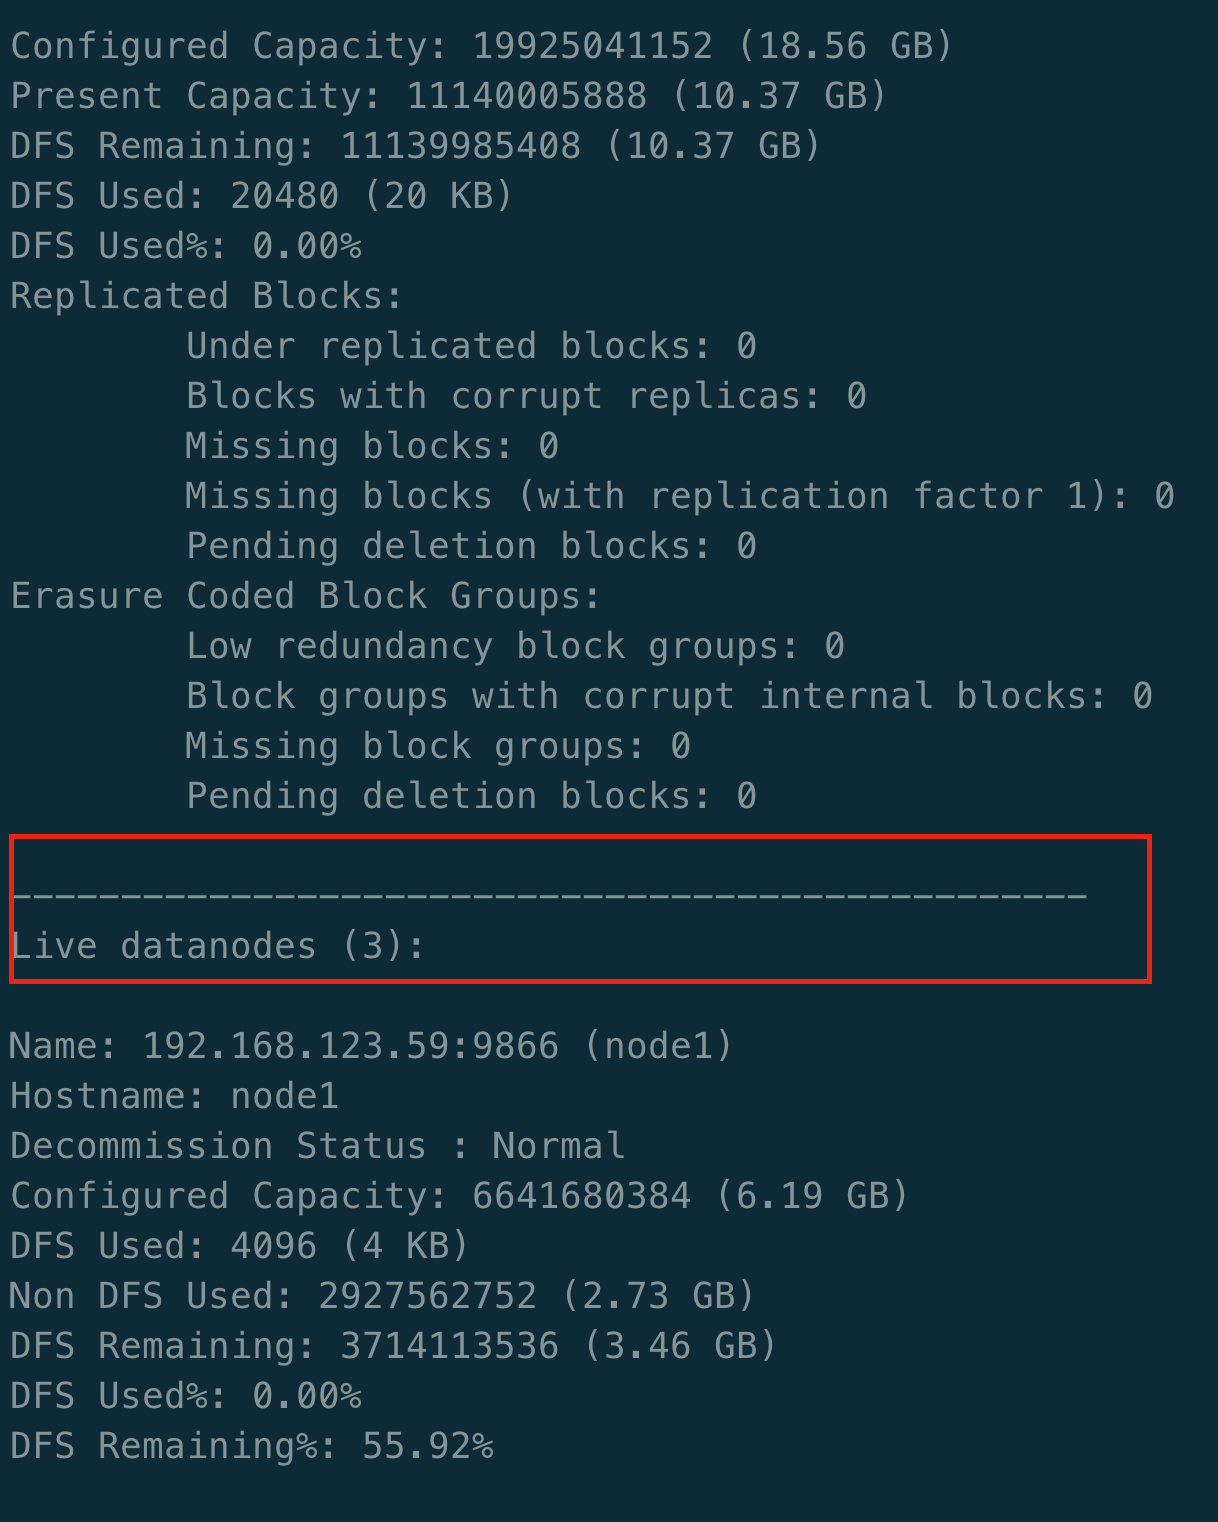 Configured Capacity: 19925041152 (18.56 GB)
Present Capacity: 11140005888 (10.37 GB)
DFS Remaining: 11139985408 (10.37 GB)
DFS Used: 20480 (20 KB)
DFS Used%: 0.00%
Replicated Blocks:
Under replicated blocks: 0
Blocks with corrupt replicas: 0
Missing blocks: 0
Missing blocks (with replication factor 1): 0
Pending deletion blocks: 0
Erasure Coded Block Groups:
Low redundancy block groups: 0
Block groups with corrupt internal blocks: 0
Missing block groups: 0
Pending deletion blocks: 0
-------------------------------------------------
Live datanodes (3):
Name: 192.168.123.59:9866 (node1)
Hostname: node1
Decommission Status : Normal
Configured Capacity: 6641680384 (6.19 GB)
DFS Used: 4096 (4 KB)
Non DFS Used: 2927562752 (2.73 GB)
DFS Remaining: 3714113536 (3.46 GB)
DFS Used%: 0.00%
DFS Remaining%: 55.92%